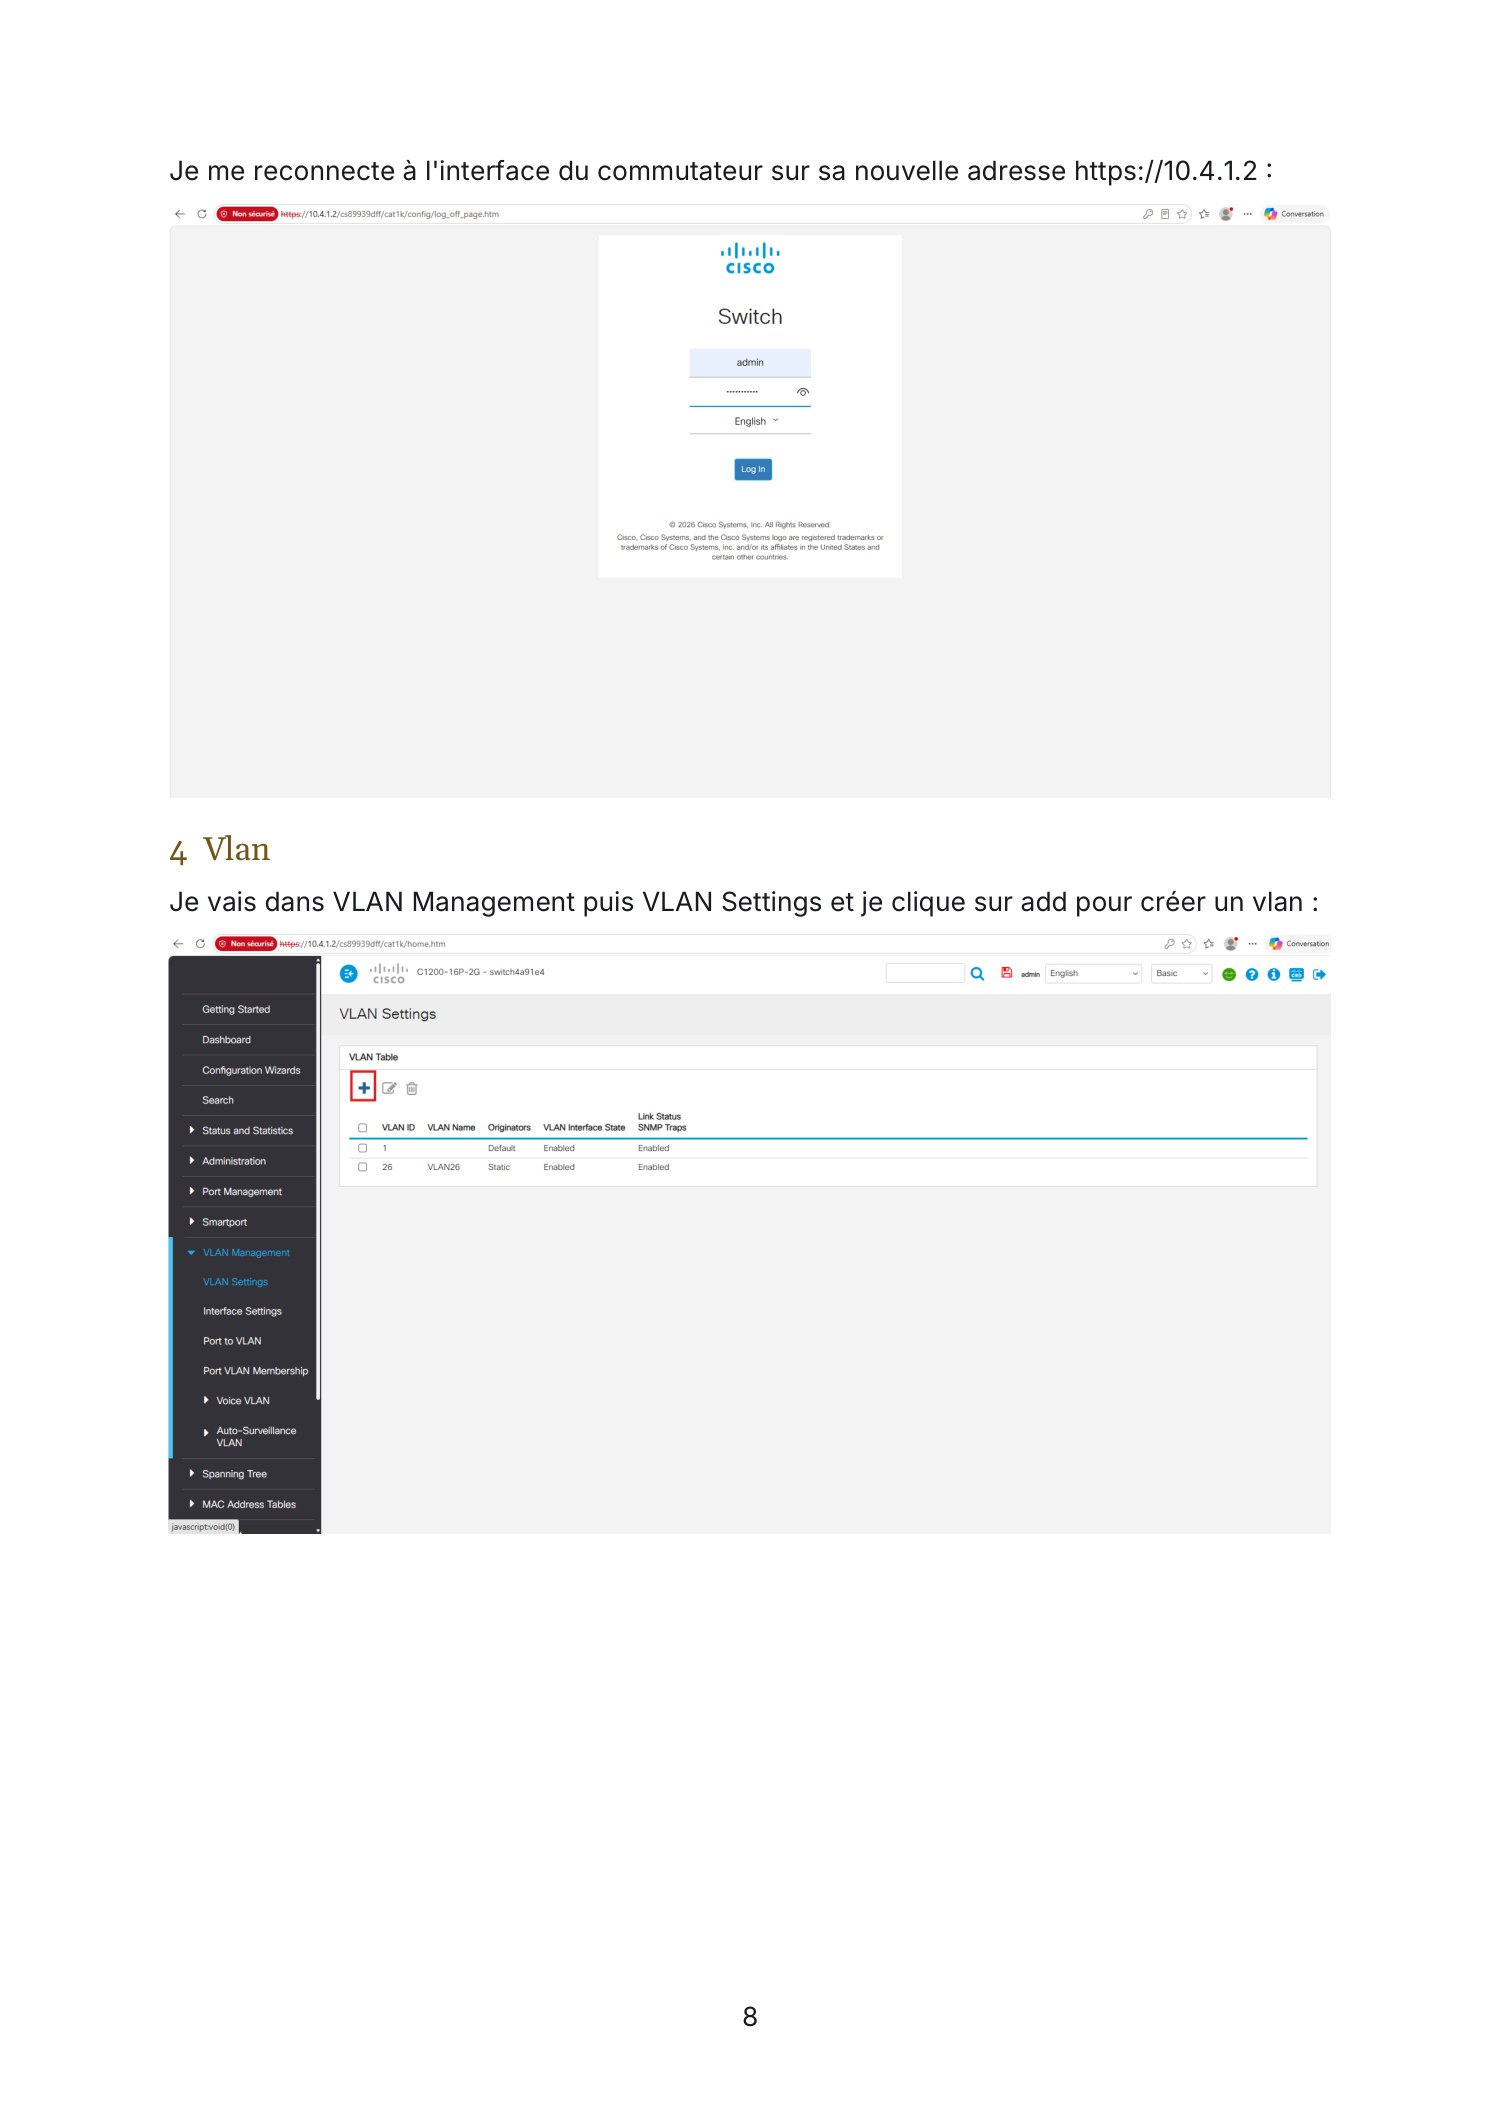 Je me reconnecte à l'interface du commutateur sur sa nouvelle adresse https://10.4.1.2 :
Non sécurisé https://10.4.1.2/cs89939dff/cat1k/config/log_off_page.htm
Conversation
CISCO
Switch
admin
English
Log In
© 2026 Cisco Systems, Inc. All Rights Reserved.
Cisco, Cisco Systems, and the Cisco Systems logo are registered trademarks or
trademarks of Cisco Systems, Inc. and/or its affiliates in the United States and
certain other countries.
4 Vlan
Je vais dans VLAN Management puis VLAN Settings et je clique sur add pour créer un vlan :
Non sécurisé https://10.4.1.2/cs89939dff/cat1k/home.htm
Conversation
CISCO
C1200-16P-2G - switch4a91e4
admin
English
Basic
Getting Started
Dashboard
Configuration Wizards
Search
Status and Statistics
Administration
Port Management
Smartport
VLAN Management
VLAN Settings
Interface Settings
Port to VLAN
Port VLAN Membership
Voice VLAN
Auto-Surveillance
VLAN
Spanning Tree
MAC Address Tables
javascript:void(0)
VLAN Settings
VLAN Table
Link Status
VLAN ID VLAN Name Originators VLAN Interface State SNMP Traps
1 Default Enabled Enabled
26 VLAN26 Static Enabled Enabled
8